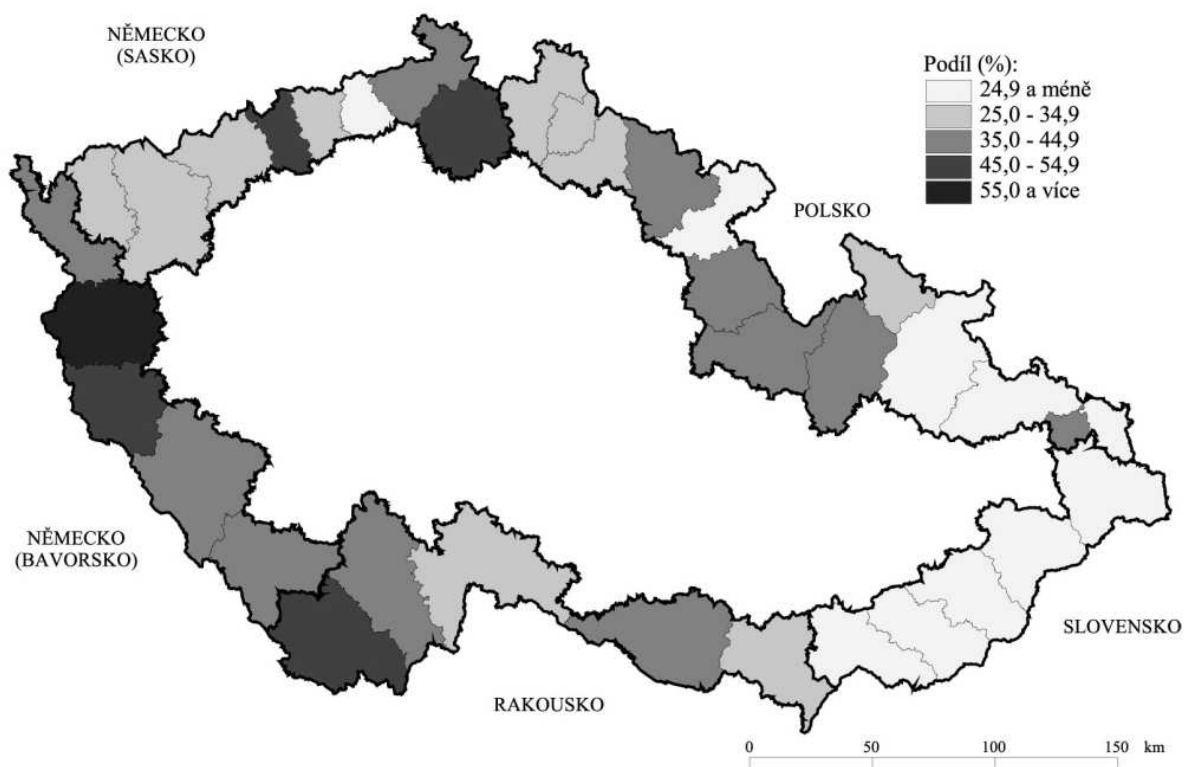 NĚMECKO
(SASKO)
Podíl (%):
24,9 a méně
25,0 - 34,9
35,0 - 44,9
45,0 - 54,9
55,0 a více
POLSKO
NĚMECKO
(BAVORSKO)
SLOVENSKO
RAKOUSKO
0 50 100 150 km